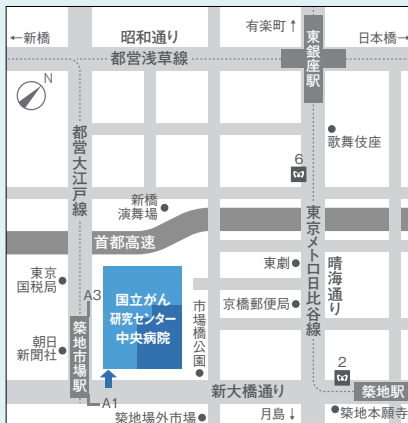 有楽町↑
←新橋
昭和通り
日本橋→
都営浅草線
東銀座駅
N
都営大江戸線
歌舞伎座
6
新橋
演舞場
首都高速
東京メトロ日比谷線
晴海通り
東劇
東京
国税局
A3
国立がん
研究センター
中央病院
市場橋公園
京橋郵便局
築地市場駅
朝日
新聞社
2
A1
新大橋通り
築地駅
築地場外市場
月島↓
築地本願寺